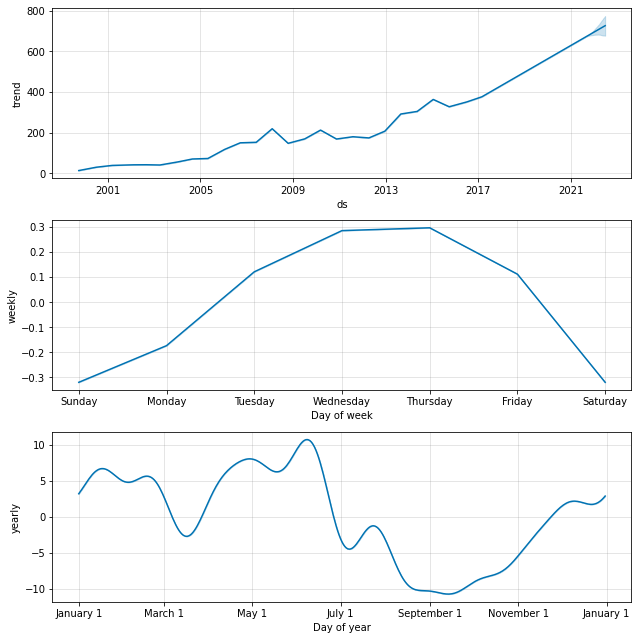 800
600
400
200
0
trend
2001 2005 2009 2013 2017 2021
ds
0.3
0.2
0.1
0.0
−0.1
−0.2
−0.3
weekly
Sunday Monday Tuesday Wednesday Thursday Friday Saturday
Day of week
10
5
0
−5
−10
yearly
January 1 March 1 May 1 July 1 September 1 November 1 January 1
Day of year